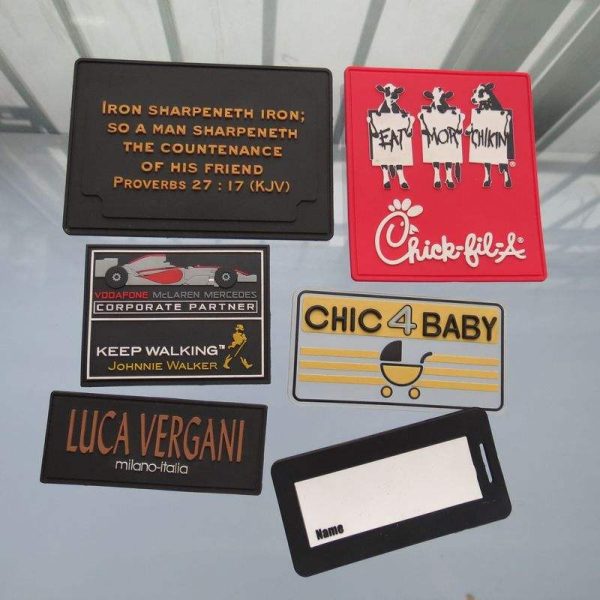 IRON SHARPENETH IRON;
SO A MAN SHARPENETH
THE COUNTENANCE
OF HIS FRIEND
PROVERBS 27 : 17 (KJV)
EAT MOR CHIKIN®
Chick-fil-A®
VODAFONE MCLAREN MERCEDES
CORPORATE PARTNER
KEEP WALKING™
JOHNNIE WALKER
CHIC 4 BABY
LUCA VERGANI
milano-italia
Name